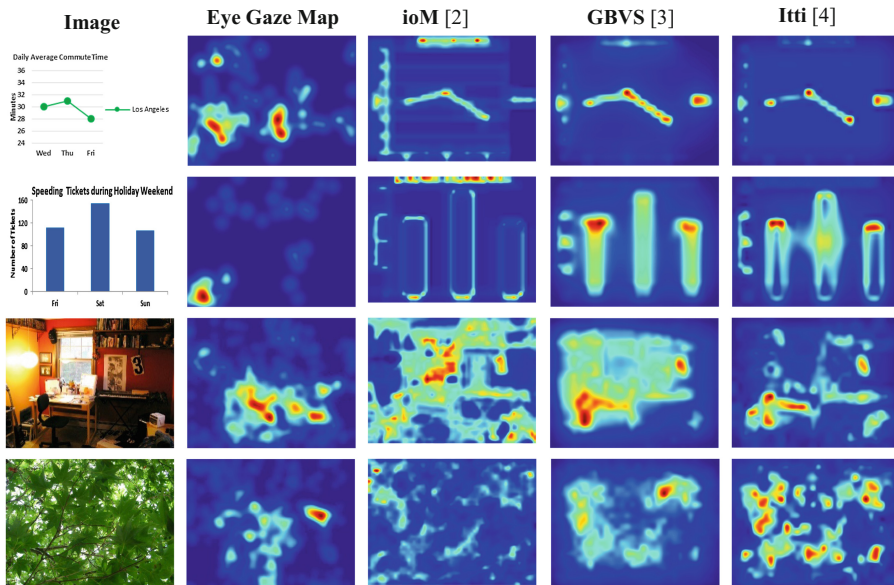 Image Eye Gaze Map ioM [2] GBVS [3] Itti [4]
Daily Average Commute Time
36
34
32
30
28
26
24
Minutes
Los Angeles
Wed Thu Fri
Speeding Tickets during Holiday Weekend
160
120
80
40
0
Number of Tickets
Fri Sat Sun
3